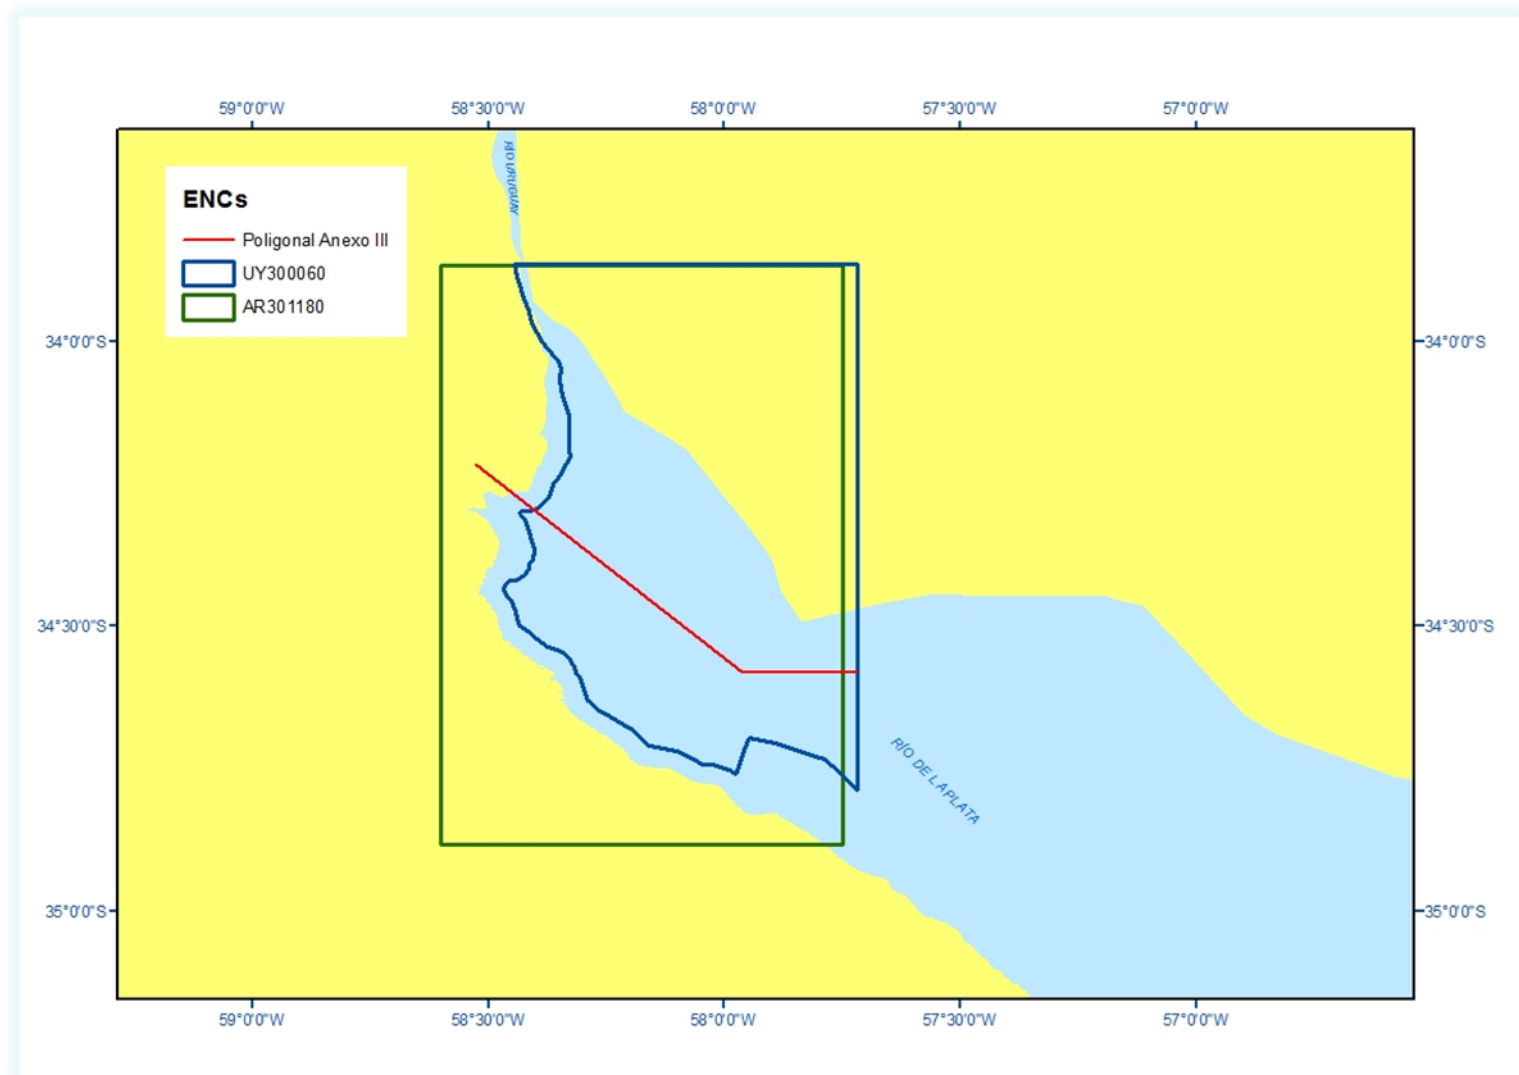 59°0'0"W 58°30'0"W 58°0'0"W 57°30'0"W 57°0'0"W
RÍO URUGUAY
ENCs
Poligonal Anexo III
UY300060
AR301180
34°0'0"S 34°0'0"S
34°30'0"S 34°30'0"S
RÍO DE LA PLATA
35°0'0"S 35°0'0"S
59°0'0"W 58°30'0"W 58°0'0"W 57°30'0"W 57°0'0"W